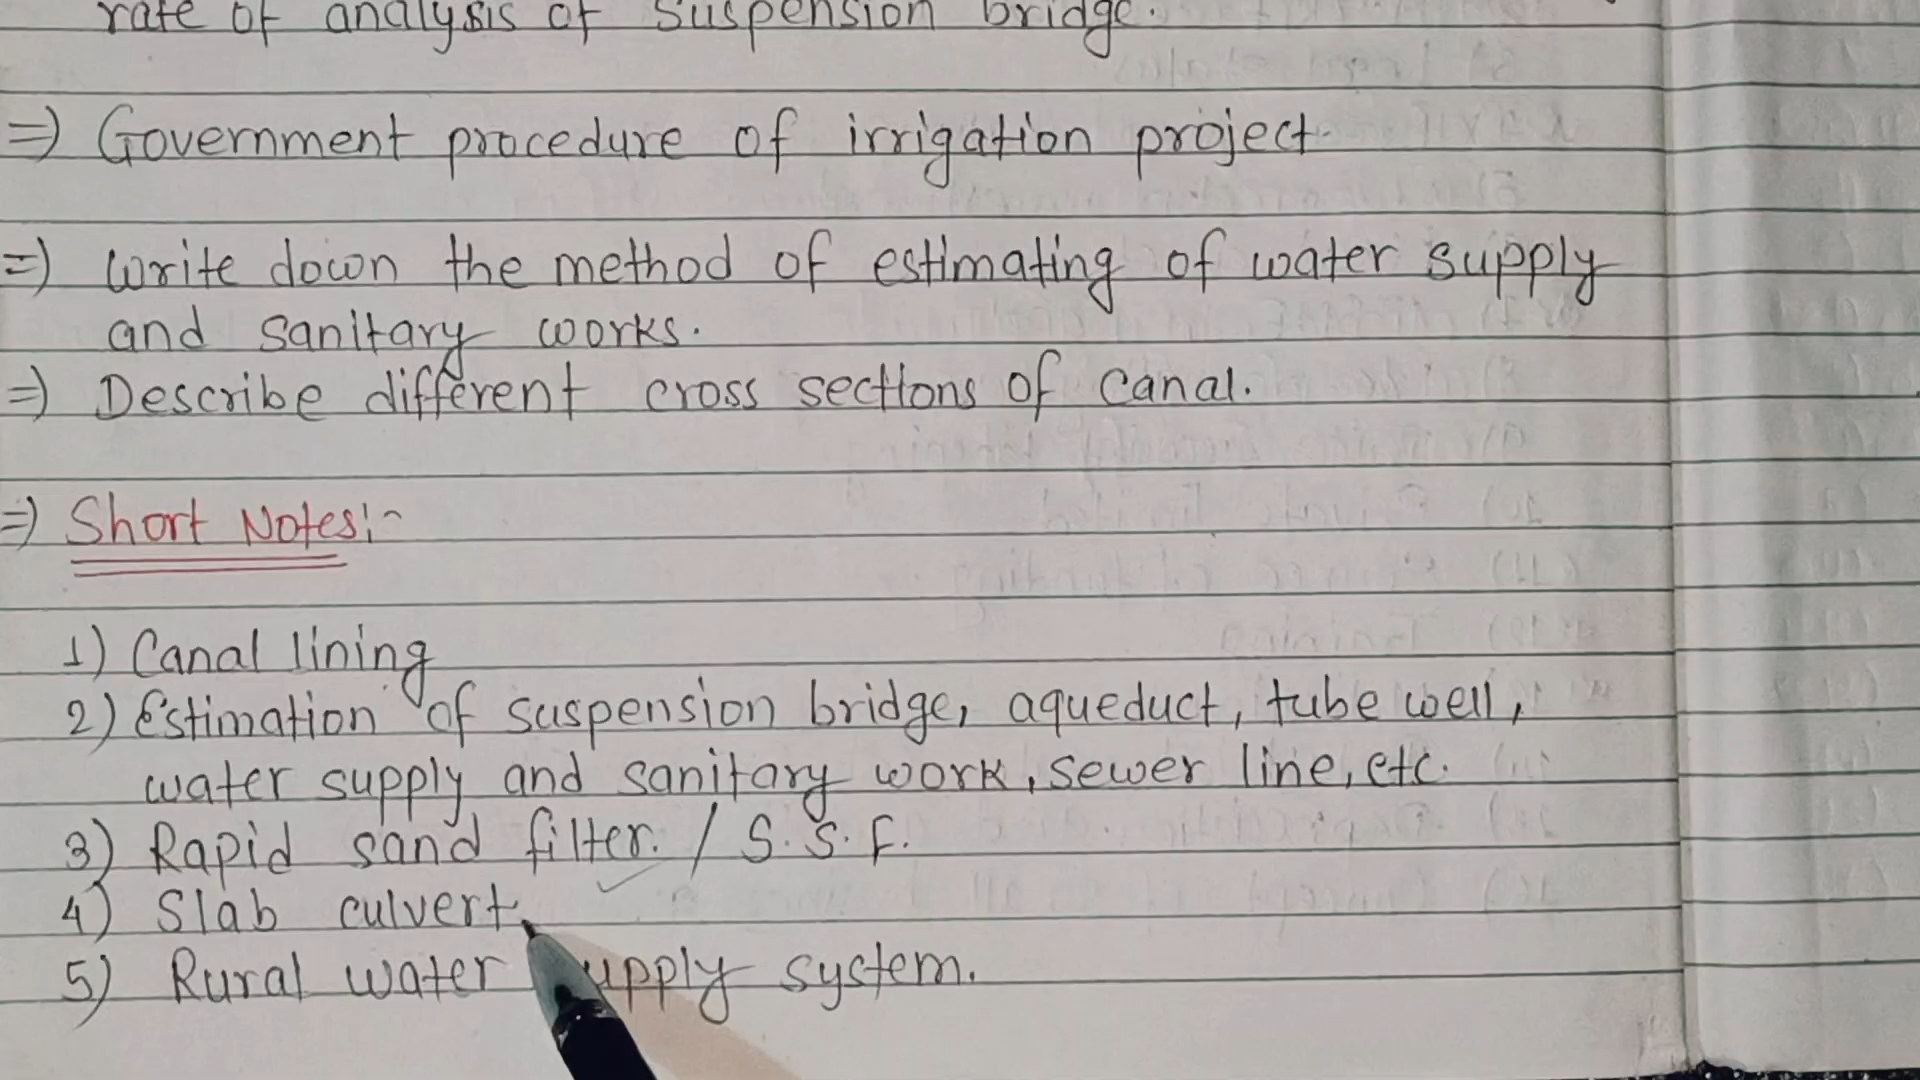 rate of analysis of suspension bridge.
=) Government procedure of irrigation project.
=) Write down the method of estimating of water supply
and sanitary works.
=) Describe different cross sections of canal.
=) Short Notes:-
1) Canal lining
2) Estimation of suspension bridge, aqueduct, tube well,
water supply and sanitary work, sewer line, etc.
3) Rapid sand filter. / S.S.F.
4) Slab culvert
5) Rural water supply system.